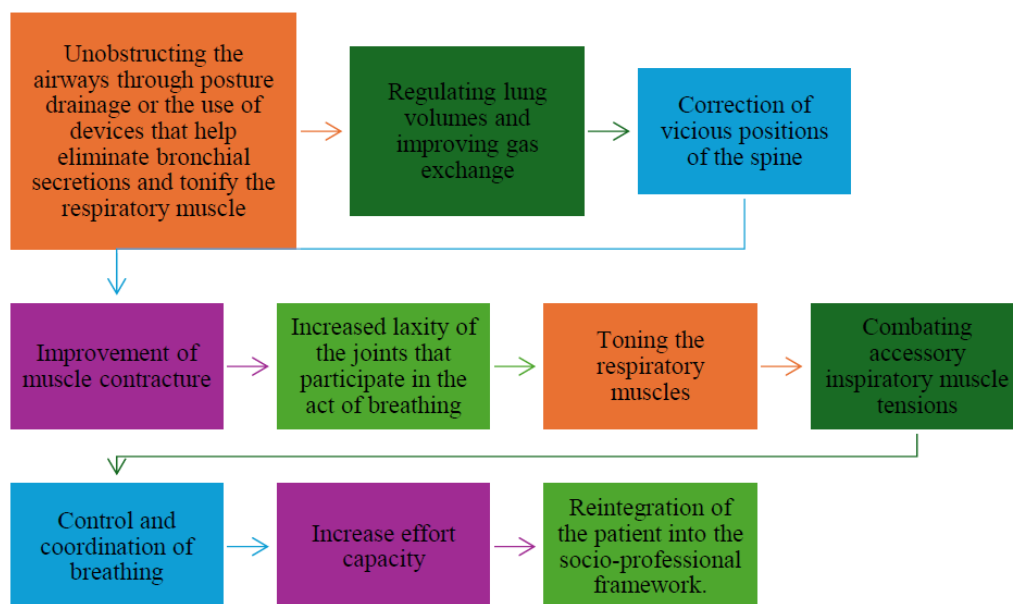 Unobstructing the
airways through posture
drainage or the use of
devices that help
eliminate bronchial
secretions and tonify the
respiratory muscle
Regulating lung
volumes and
improving gas
exchange
Correction of
vicious positions
of the spine
Improvement of
muscle contracture
Increased laxity of
the joints that
participate in the
act of breathing
Toning the
respiratory
muscles
Combating
accessory
inspiratory muscle
tensions
Control and
coordination of
breathing
Increase effort
capacity
Reintegration of
the patient into the
socio-professional
framework.